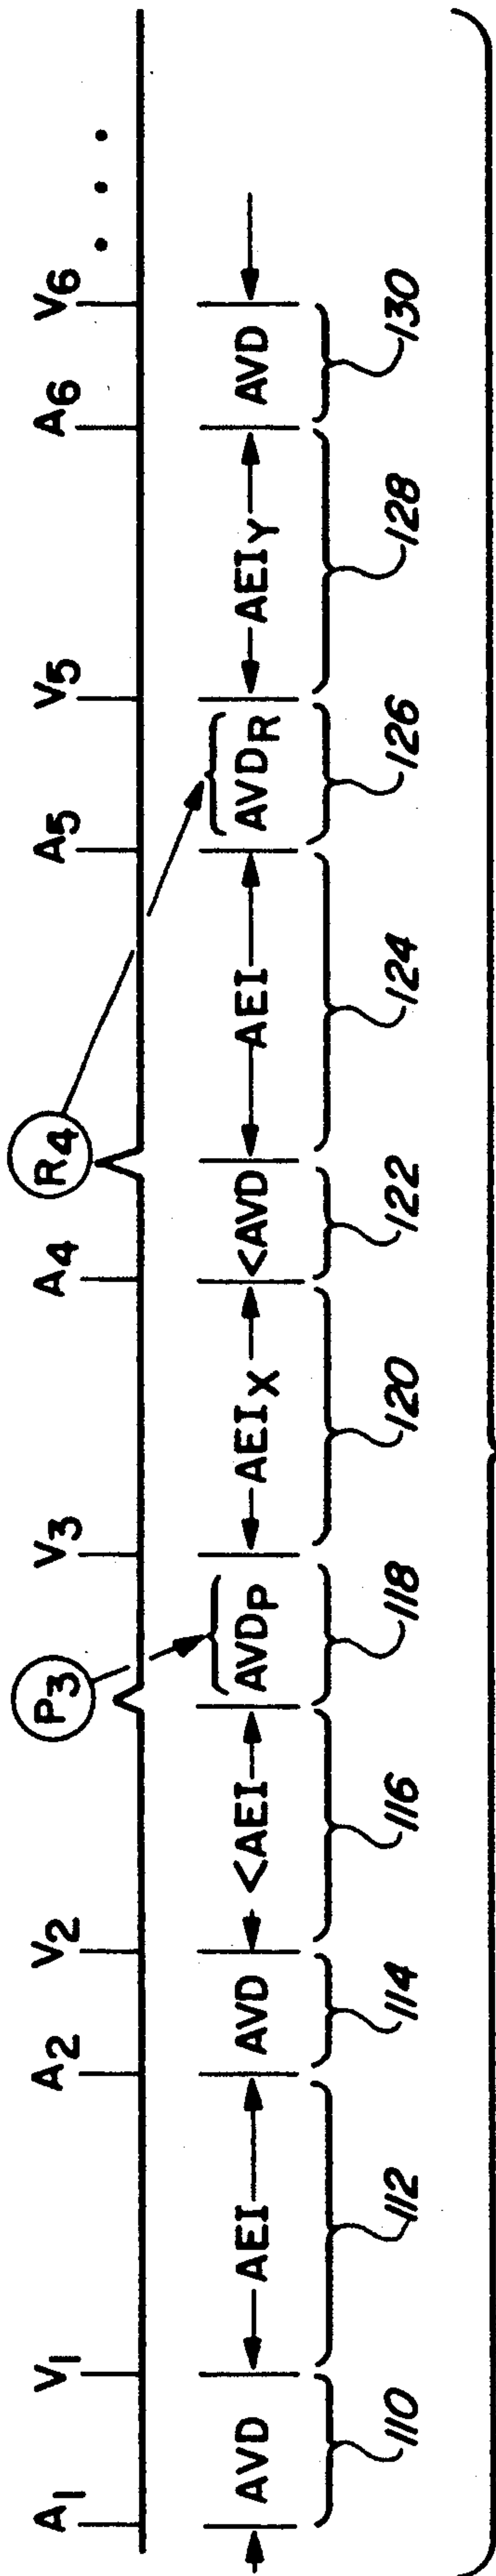 A1 V1 A2 V2 P3 V3 A4 R4 A5 V5 A6 V6
AVD AEI AVD <AEI AVDP AEIX <AVD AEI AVDR AEIY AVD
110 112 114 116 118 120 122 124 126 128 130